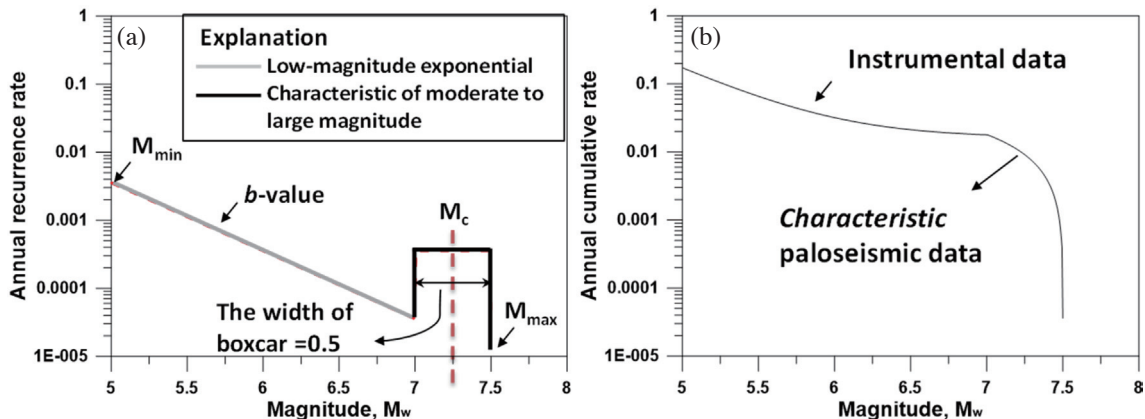 (a)
Explanation
Low-magnitude exponential
Characteristic of moderate to
large magnitude
Annual recurrence rate
1
0.1
0.01
0.001
0.0001
1E-005
M min
b-value
M c
The width of
boxcar =0.5
M max
5 5.5 6 6.5 7 7.5 8
Magnitude, Mw
(b)
Annual cumulative rate
1
0.1
0.01
0.001
0.0001
1E-005
Instrumental data
Characteristic
paloseismic data
5 5.5 6 6.5 7 7.5 8
Magnitude, Mw